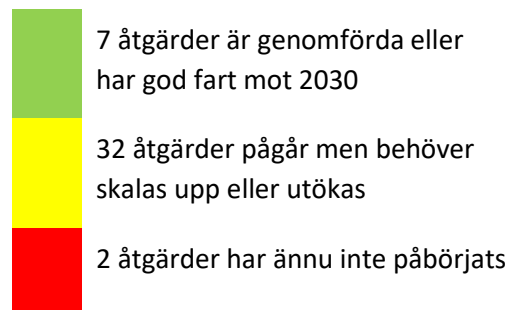 7 åtgärder är genomförda eller
har god fart mot 2030
32 åtgärder pågår men behöver
skalas upp eller utökas
2 åtgärder har ännu inte påbörjats